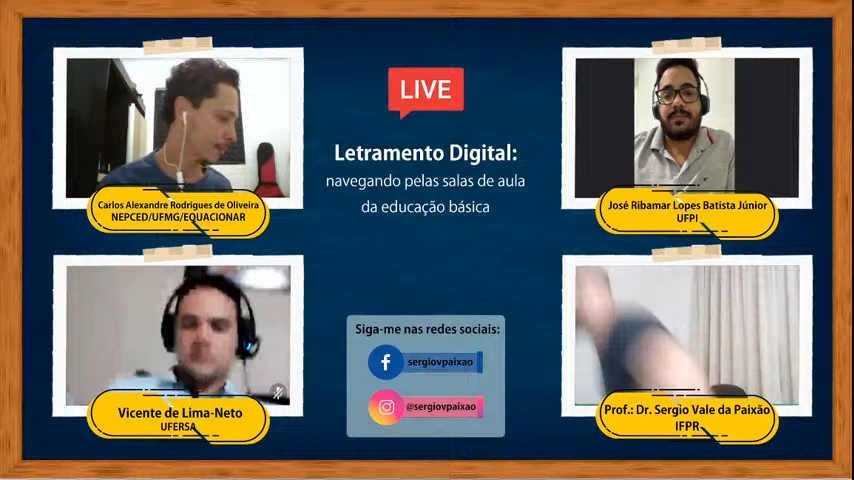 LIVE
Letramento Digital:
navegando pelas salas de aula
da educação básica
Carlos Alexandre Rodrigues de Oliveira
NEPCED/UFMG/EQUACIONAR
José Ribamar Lopes Batista Júnior
UFPI
Vicente de Lima-Neto
UFERSA
Prof.: Dr. Sergio Vale da Paixão
IFPR
Siga-me nas redes sociais:
sergiovpaixao
@sergiovpaixao